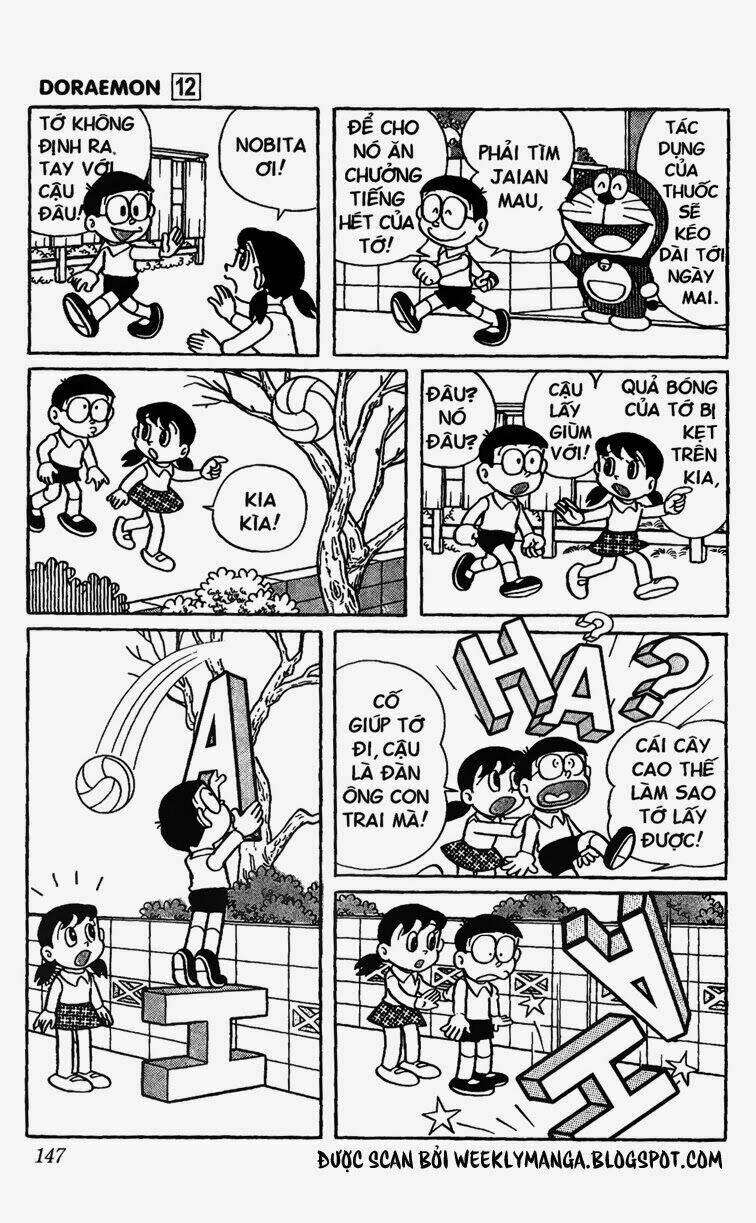 DORAEMON 12
TÁC
DỤNG
CỦA
THUỐC
SẼ
KÉO
DÀI TỚI
NGÀY
MAI.
PHẢI TÌM
JAIAN
MAU,
ĐỂ CHO
NÓ ĂN
CHƯỞNG
TIẾNG
HÉT CỦA
TỚ!
NOBITA
ƠI!
TỚ KHÔNG
ĐỊNH RA
TAY VỚI
CẬU
ĐÂU!
QUẢ BÓNG
CỦA TỚ BỊ
KẸT
TRÊN
KIA,
CẬU
LẤY
GIÙM
VỚI!
ĐÂU?
NÓ
ĐÂU?
KIA
KÌA!
HẢ?
CÁI CÂY
CAO THẾ
LÀM SAO
TỚ LẤY
ĐƯỢC!
CỐ
GIÚP TỚ
ĐI, CẬU
LÀ ĐÀN
ÔNG CON
TRAI MÀ!
H
A
A
H
147
ĐƯỢC SCAN BỞI WEEKLYMANGA.BLOGSPOT.COM